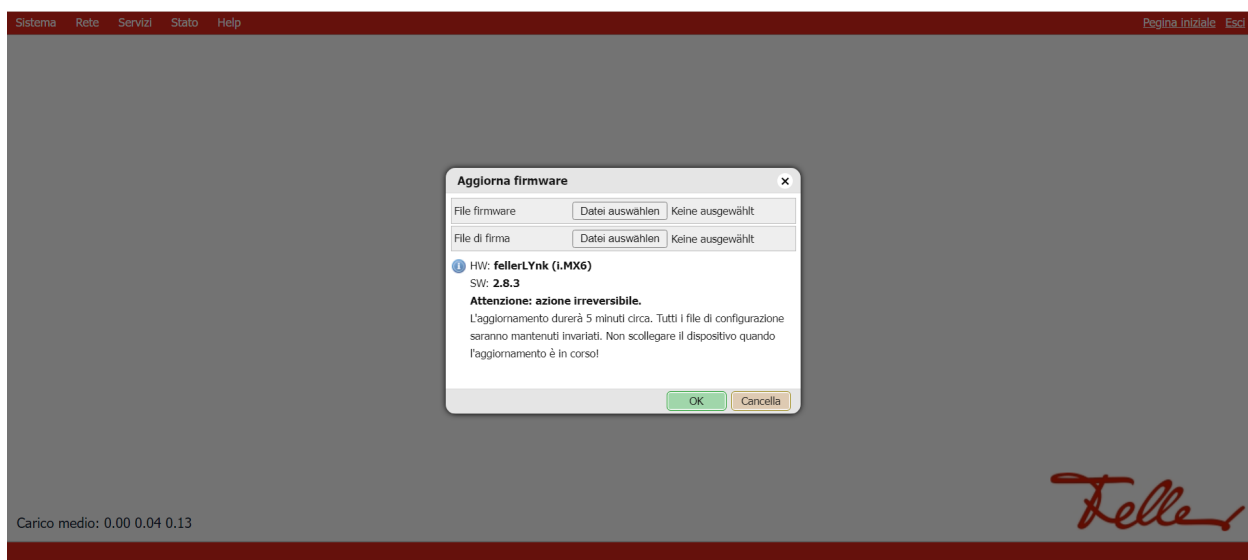 Sistema Rete Servizi Stato Help Pagina iniziale Esci
Aggiorna firmware
File firmware Datei auswählen Keine ausgewählt
File di firma Datei auswählen Keine ausgewählt
HW: fellerLYnk (i.MX6)
SW: 2.8.3
Attenzione: azione irreversibile.
L'aggiornamento durerà 5 minuti circa. Tutti i file di configurazione
saranno mantenuti invariati. Non scollegare il dispositivo quando
l'aggiornamento è in corso!
OK Cancella
Feller
Carico medio: 0.00 0.04 0.13